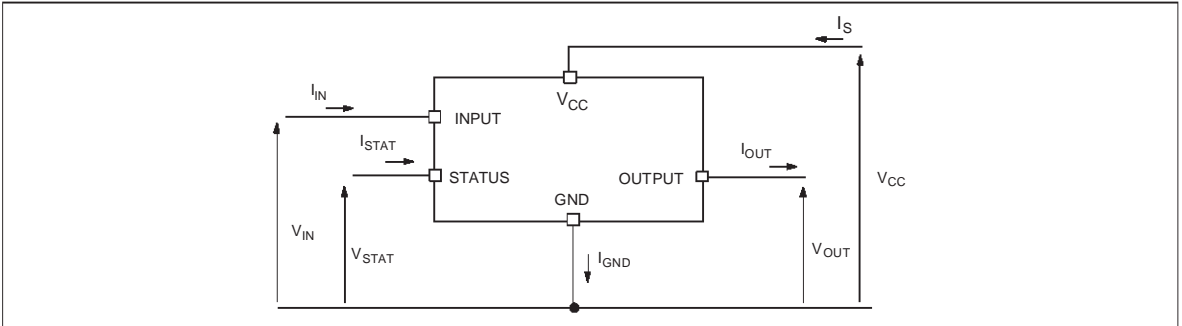 I_S
V_CC
I_IN
INPUT
I_STAT
I_OUT
STATUS
OUTPUT
V_CC
GND
V_IN
V_STAT
V_OUT
I_GND